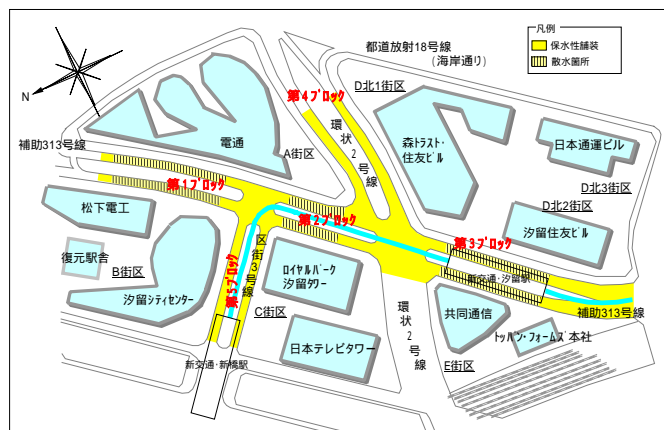 凡例
保水性舗装
散水箇所
都道放射18号線
(海岸通り)
N
D北1街区
第4ブロック
環状2号線
電通
A街区
森トラスト・
住友ビル
日本通運ビル
D北3街区
D北2街区
汐留住友ビル
補助313号線
第1ブロック
第2ブロック
第3ブロック
松下電工
復元駅舎
B街区
汐留シティセンター
区街3号線
第5ブロック
ロイヤルパーク
汐留タワー
C街区
日本テレビタワー
新交通・新橋駅
環状2号線
新交通・汐留駅
共同通信
補助313号線
トッパン・フォームズ本社
E街区